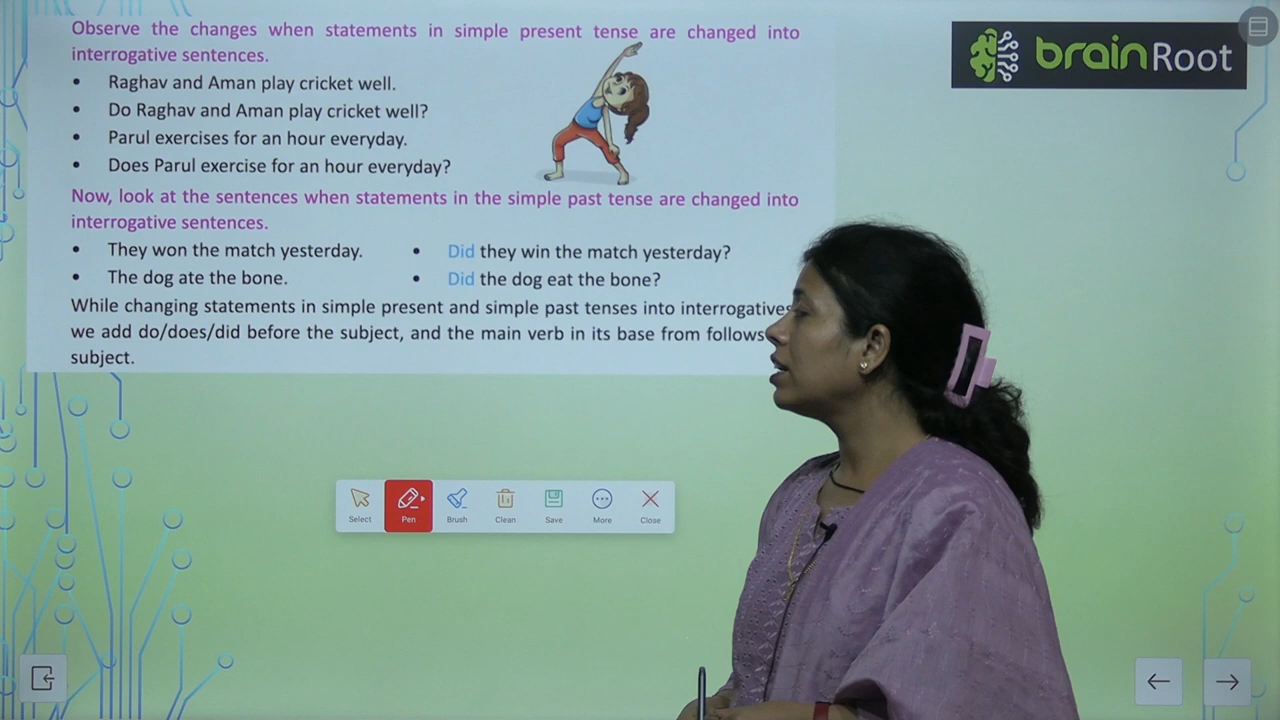 Observe the changes when statements in simple present tense are changed into
interrogative sentences.
• Raghav and Aman play cricket well.
• Do Raghav and Aman play cricket well?
• Parul exercises for an hour everyday.
• Does Parul exercise for an hour everyday?
Now, look at the sentences when statements in the simple past tense are changed into
interrogative sentences.
• They won the match yesterday. • Did they win the match yesterday?
• The dog ate the bone. • Did the dog eat the bone?
While changing statements in simple present and simple past tenses into interrogatives
we add do/does/did before the subject, and the main verb in its base from follows
subject.
brainRoot
Select Pen Brush Clean Save More Close